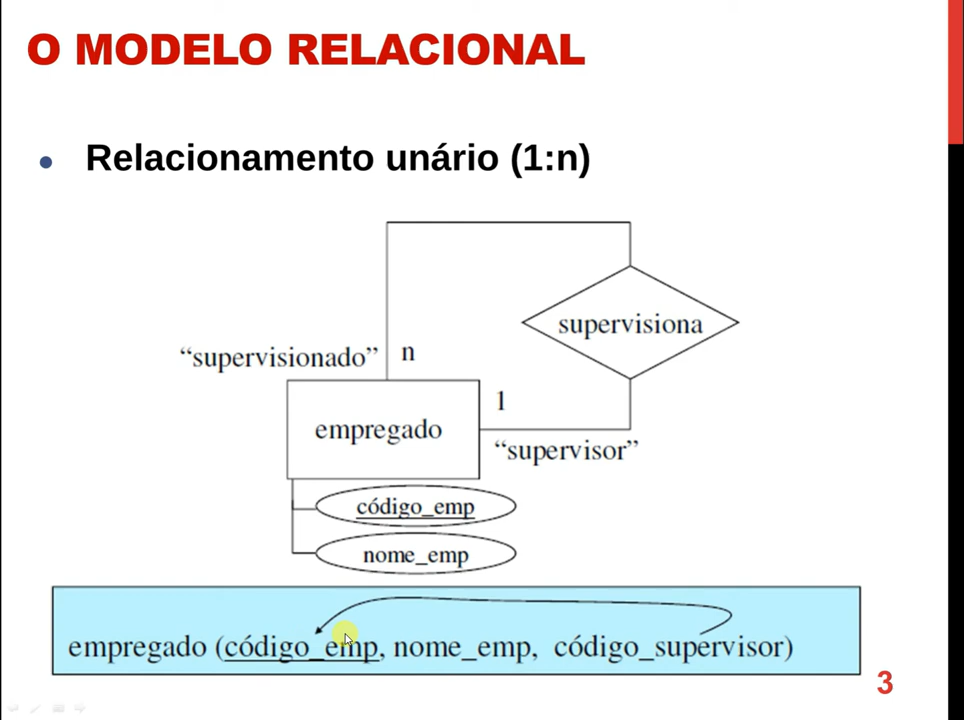 O MODELO RELACIONAL
• Relacionamento unário (1:n)
supervisiona
“supervisionado” n
1
empregado
“supervisor”
código_emp
nome_emp
empregado (código_emp, nome_emp, código_supervisor)
3